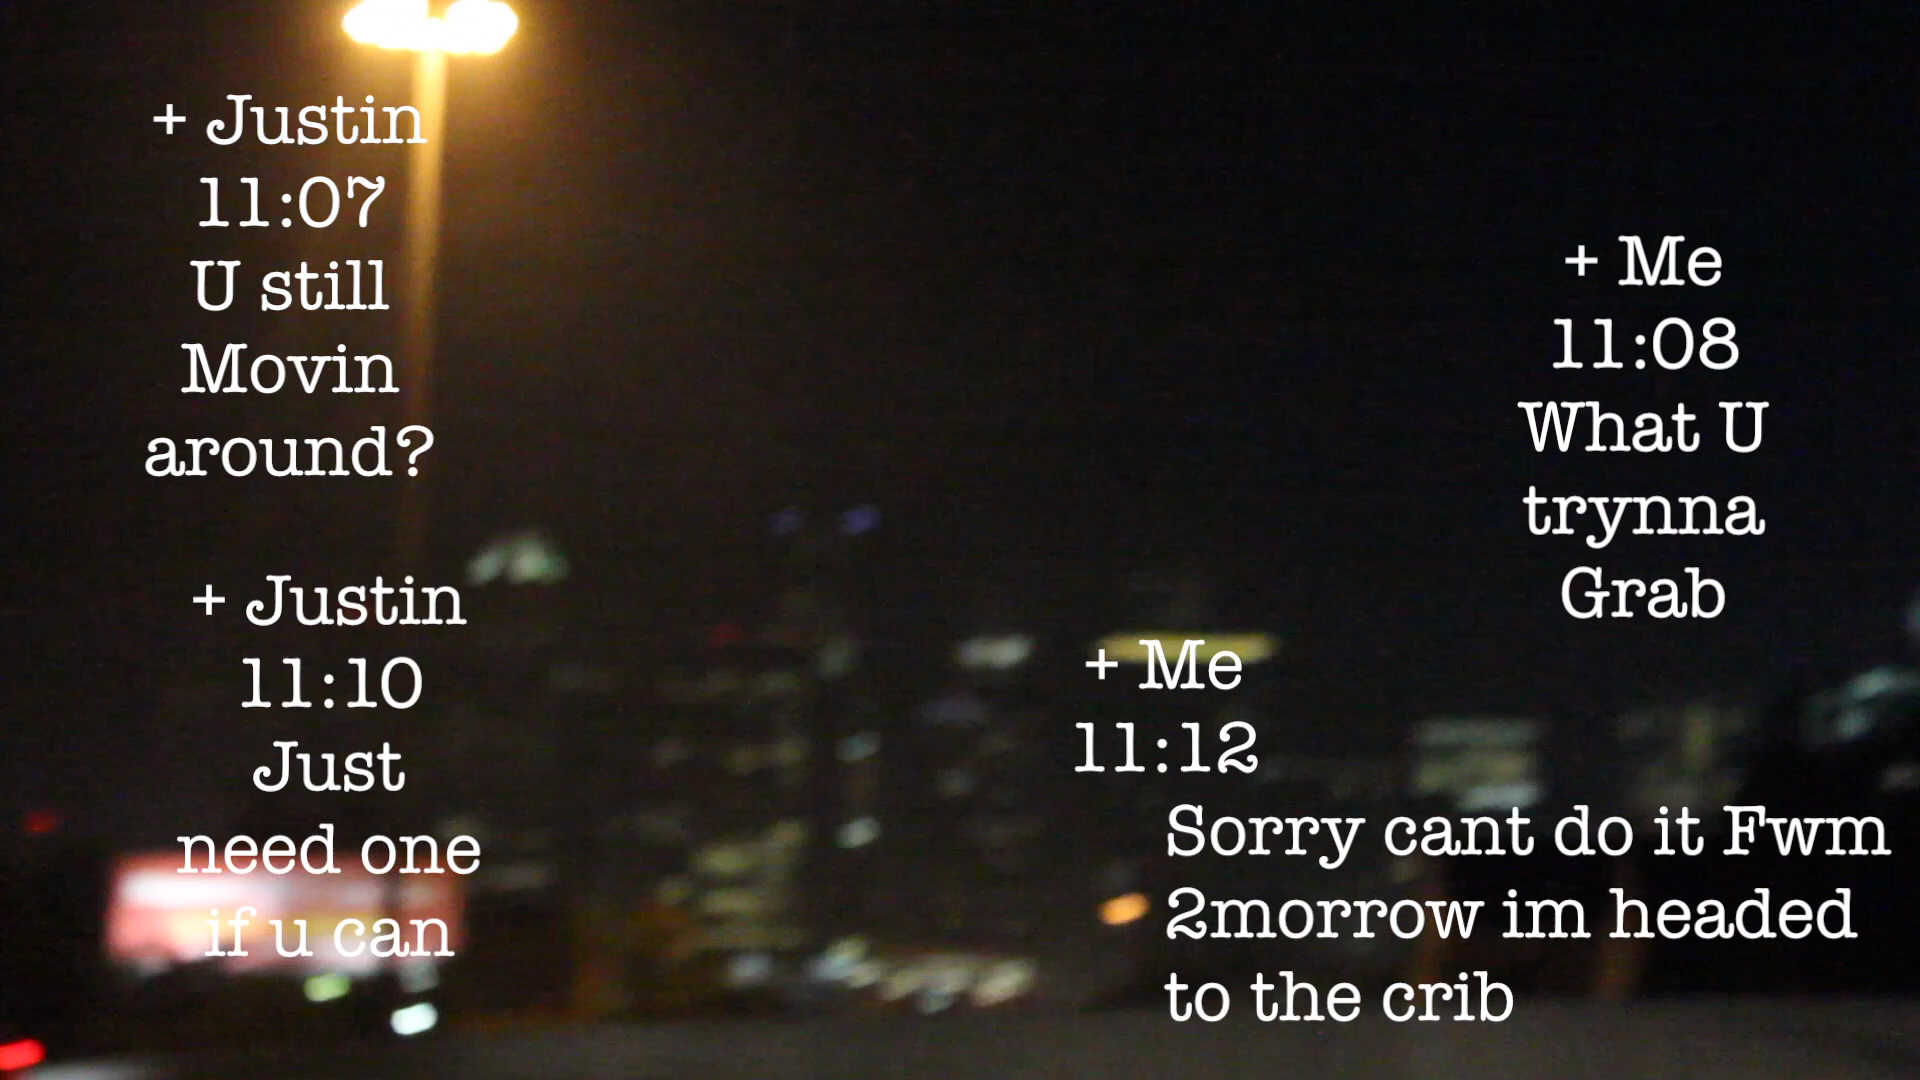 + Justin
11:07
U still
Movin
around?
+ Me
11:08
What U
trynna
Grab
+ Justin
11:10
Just
need one
if u can
+ Me
11:12
Sorry cant do it Fwm
2morrow im headed
to the crib